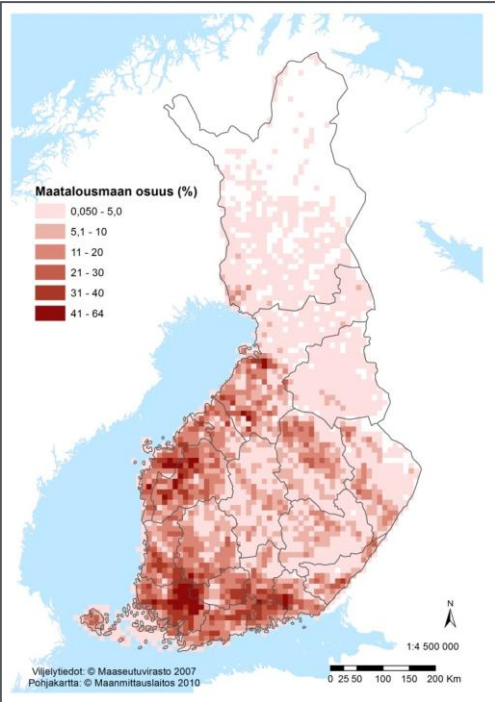 Maatalousmaan osuus (%)
0,050 - 5,0
5,1 - 10
11 - 20
21 - 30
31 - 40
41 - 64
N
1:4 500 000
Viljelytiedot: © Maaseutuvirasto 2007
Pohjakartta: © Maanmittauslaitos 2010
0 25 50 100 150 200 Km